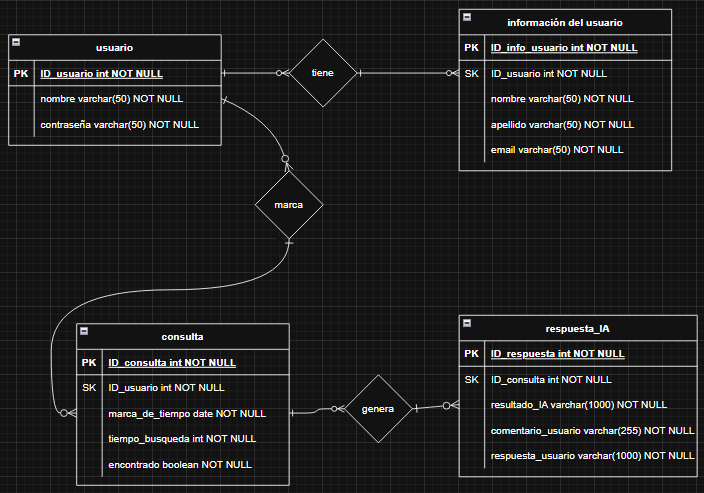 usuario
PK ID_usuario int NOT NULL
nombre varchar(50) NOT NULL
contraseña varchar(50) NOT NULL
tiene
información del usuario
PK ID_info_usuario int NOT NULL
SK ID_usuario int NOT NULL
nombre varchar(50) NOT NULL
apellido varchar(50) NOT NULL
email varchar(50) NOT NULL
marca
consulta
PK ID_consulta int NOT NULL
SK ID_usuario int NOT NULL
marca_de_tiempo date NOT NULL
tiempo_busqueda int NOT NULL
encontrado boolean NOT NULL
genera
respuesta_IA
PK ID_respuesta int NOT NULL
SK ID_consulta int NOT NULL
resultado_IA varchar(1000) NOT NULL
comentario_usuario varchar(255) NOT NULL
respuesta_usuario varchar(1000) NOT NULL